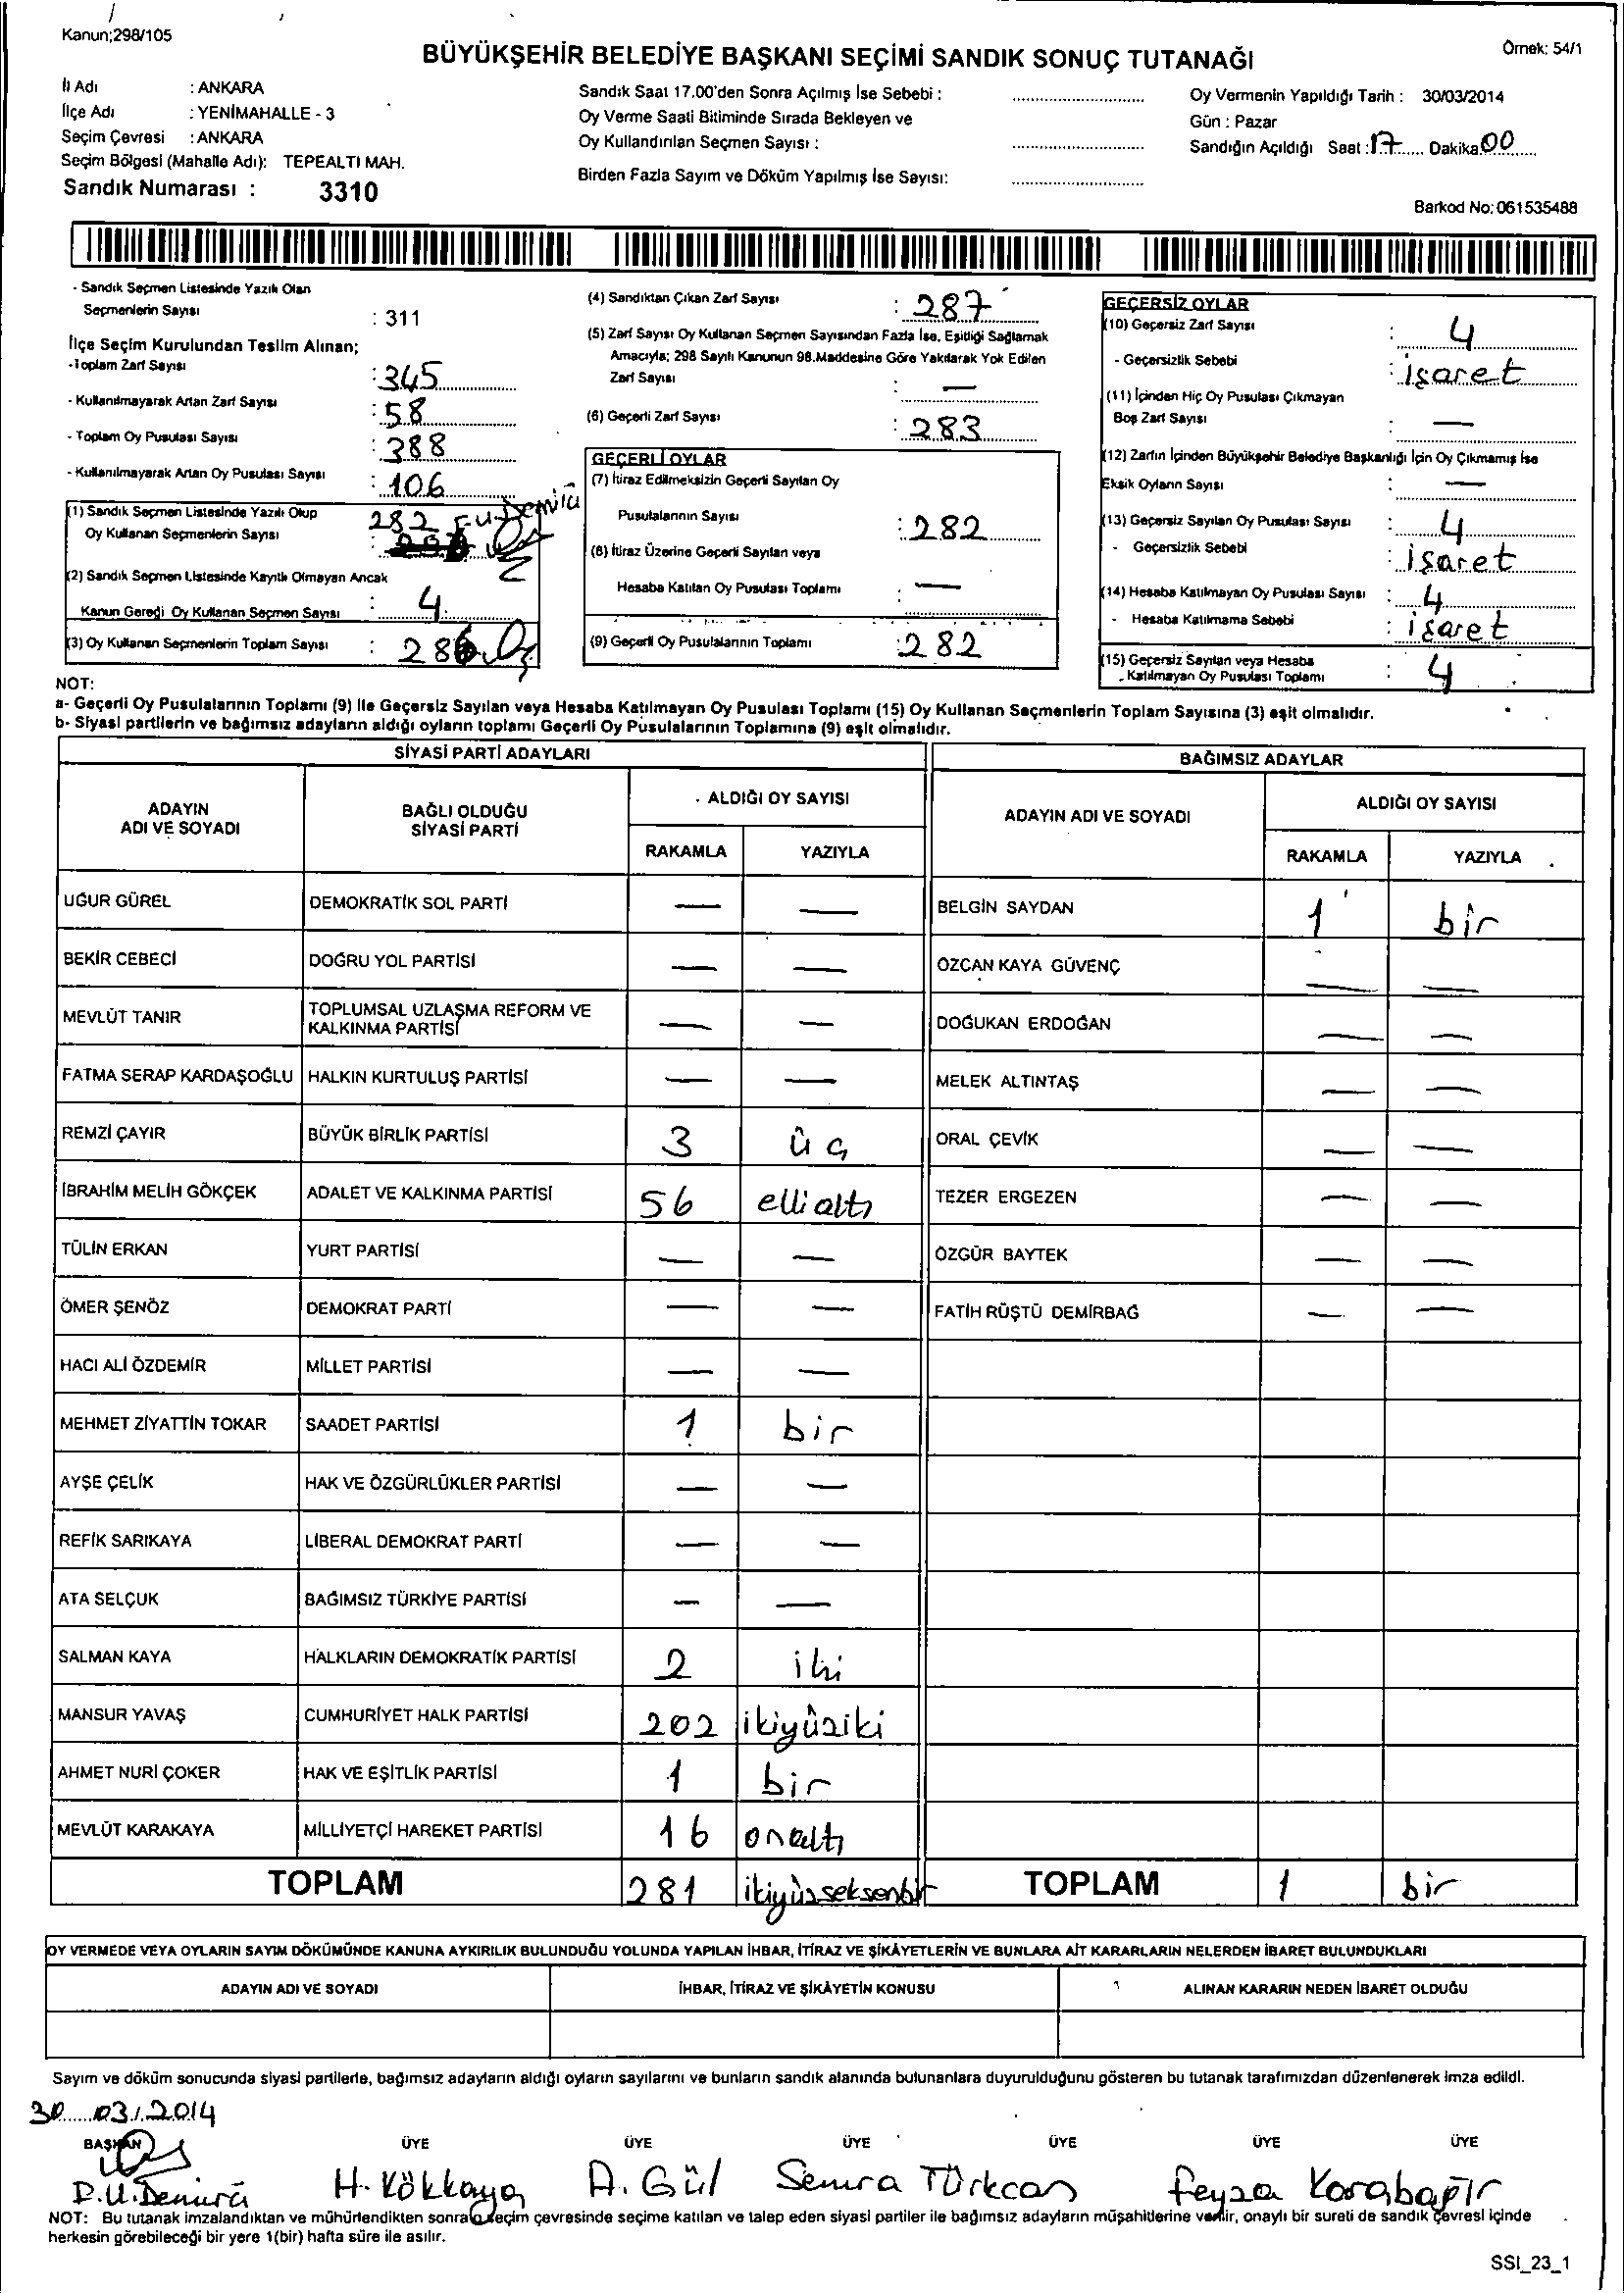 Kanun;298/105
Örnek: 54/1
BÜYÜKŞEHİR BELEDİYE BAŞKANI SEÇİMİ SANDIK SONUÇ TUTANAĞI
İl Adı : ANKARA
İlçe Adı : YENİMAHALLE - 3
Seçim Çevresi : ANKARA
Seçim Bölgesi (Mahalle Adı): TEPEALTI MAH.
Sandık Numarası : 3310
Sandık Saat 17.00'den Sonra Açılmış İse Sebebi :
Oy Verme Saati Bitiminde Sırada Bekleyen ve
Oy Kullandırılan Seçmen Sayısı :
Birden Fazla Sayım ve Döküm Yapılmış İse Sayısı:
Oy Vermenin Yapıldığı Tarih : 30/03/2014
Gün : Pazar
Sandığın Açıldığı Saat : 17 Dakika 00
Barkod No: 061535488
- Sandık Seçmen Listesinde Yazılı Olan
Seçmenlerin Sayısı : 311
İlçe Seçim Kurulundan Teslim Alınan;
-Toplam Zarf Sayısı : 345
- Kullanılmayarak Artan Zarf Sayısı : 58
- Toplam Oy Pusulası Sayısı : 388
- Kullanılmayarak Artan Oy Pusulası Sayısı : 106
(1) Sandık Seçmen Listesinde Yazılı Olup
Oy Kullanan Seçmenlerin Sayısı : 282
(2) Sandık Seçmen Listesinde Kayıtlı Olmayan Ancak
Kanun Gereği Oy Kullanan Seçmen Sayısı : 4
(3) Oy Kullanan Seçmenlerin Toplam Sayısı : 286
(4) Sandıktan Çıkan Zarf Sayısı : 287
(5) Zarf Sayısı Oy Kullanan Seçmen Sayısından Fazla İse, Eşitliği Sağlamak
Amacıyla; 298 Sayılı Kanunun 98.Maddesine Göre Yakılarak Yok Edilen
Zarf Sayısı : —
(6) Geçerli Zarf Sayısı : 283
GEÇERLİ OYLAR
(7) İtiraz Edilmeksizin Geçerli Sayılan Oy
Pusulalarının Sayısı : 282
(8) İtiraz Üzerine Geçerli Sayılan veya
Hesaba Katılan Oy Pusulası Toplamı : —
(9) Geçerli Oy Pusulalarının Toplamı : 282
GEÇERSİZ OYLAR
(10) Geçersiz Zarf Sayısı : 4
- Geçersizlik Sebebi : işaret
(11) İçinden Hiç Oy Pusulası Çıkmayan
Boş Zarf Sayısı : —
(12) Zarfın İçinden Büyükşehir Belediye Başkanlığı İçin Oy Çıkmamış İse
Eksik Oyların Sayısı : —
(13) Geçersiz Sayılan Oy Pusulası Sayısı : 4
- Geçersizlik Sebebi : işaret
(14) Hesaba Katılmayan Oy Pusulası Sayısı : 4
- Hesaba Katılmama Sebebi : işaret
(15) Geçersiz Sayılan veya Hesaba
Katılmayan Oy Pusulası Toplamı : 4
NOT:
a- Geçerli Oy Pusulalarının Toplamı (9) ile Geçersiz Sayılan veya Hesaba Katılmayan Oy Pusulası Toplamı (15) Oy Kullanan Seçmenlerin Toplam Sayısına (3) eşit olmalıdır.
b- Siyasi partilerin ve bağımsız adayların aldığı oyların toplamı Geçerli Oy Pusulalarının Toplamına (9) eşit olmalıdır.
SİYASİ PARTİ ADAYLARI
BAĞIMSIZ ADAYLAR
ADAYIN
ADI VE SOYADI
BAĞLI OLDUĞU
SİYASİ PARTİ
ALDIĞI OY SAYISI
RAKAMLA YAZIYLA
ADAYIN ADI VE SOYADI
ALDIĞI OY SAYISI
RAKAMLA YAZIYLA
UĞUR GÜREL DEMOKRATİK SOL PARTİ — — BELGİN SAYDAN 1 bir
BEKİR CEBECİ DOĞRU YOL PARTİSİ — — ÖZCAN KAYA GÜVENÇ — —
MEVLÜT TANIR TOPLUMSAL UZLAŞMA REFORM VE
KALKINMA PARTİSİ — — DOĞUKAN ERDOĞAN — —
FATMA SERAP KARDAŞOĞLU HALKIN KURTULUŞ PARTİSİ — — MELEK ALTINTAŞ — —
REMZİ ÇAYIR BÜYÜK BİRLİK PARTİSİ 3 üç ORAL ÇEVİK — —
İBRAHİM MELİH GÖKÇEK ADALET VE KALKINMA PARTİSİ 56 elli altı TEZER ERGEZEN — —
TÜLİN ERKAN YURT PARTİSİ — — ÖZGÜR BAYTEK — —
ÖMER ŞENÖZ DEMOKRAT PARTİ — — FATİH RÜŞTÜ DEMİRBAĞ — —
HACI ALİ ÖZDEMİR MİLLET PARTİSİ — —
MEHMET ZİYATTİN TOKAR SAADET PARTİSİ 1 bir
AYŞE ÇELİK HAK VE ÖZGÜRLÜKLER PARTİSİ — —
REFİK SARIKAYA LİBERAL DEMOKRAT PARTİ — —
ATA SELÇUK BAĞIMSIZ TÜRKİYE PARTİSİ — —
SALMAN KAYA HALKLARIN DEMOKRATİK PARTİSİ 2 iki
MANSUR YAVAŞ CUMHURİYET HALK PARTİSİ 202 ikiyüziki
AHMET NURİ ÇOKER HAK VE EŞİTLİK PARTİSİ 1 bir
MEVLÜT KARAKAYA MİLLİYETÇİ HAREKET PARTİSİ 16 onaltı
TOPLAM 281 ikiyüzseksenbir TOPLAM 1 bir
OY VERMEDE VEYA OYLARIN SAYIM DÖKÜMÜNDE KANUNA AYKIRILIK BULUNDUĞU YOLUNDA YAPILAN İHBAR, İTİRAZ VE ŞİKÂYETLERİN VE BUNLARA AİT KARARLARIN NELERDEN İBARET BULUNDUKLARI
ADAYIN ADI VE SOYADI İHBAR, İTİRAZ VE ŞİKÂYETİN KONUSU ALINAN KARARIN NEDEN İBARET OLDUĞU
Sayım ve döküm sonucunda siyasi partilerle, bağımsız adayların aldığı oyların sayılarını ve bunların sandık alanında bulunanlara duyurulduğunu gösteren bu tutanak tarafımızdan düzenlenerek imza edildi.
30 03/2014
BAŞKAN ÜYE ÜYE ÜYE ÜYE ÜYE ÜYE
H. Kökkaya A. Gül Semra Türkcan Feyza Karabagır
NOT: Bu tutanak imzalandıktan ve mühürlendikten sonra seçim çevresinde seçime katılan ve talep eden siyasi partiler ile bağımsız adayların müşahitlerine verilir, onaylı bir sureti de sandık çevresi içinde
herkesin görebileceği bir yere 1(bir) hafta süre ile asılır.
SSI_23_1